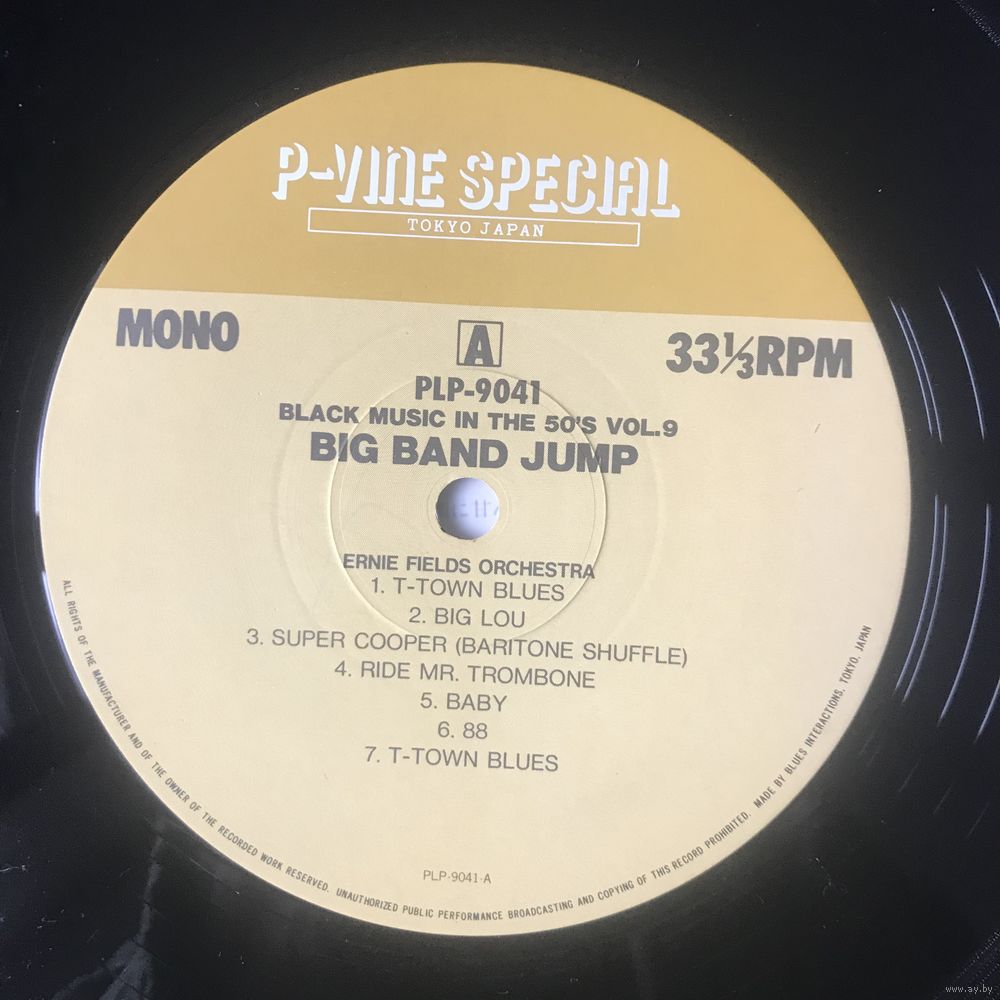 P-VINE SPECIAL
TOKYO JAPAN
MONO
A
33⅓RPM
PLP-9041
BLACK MUSIC IN THE 50'S VOL.9
BIG BAND JUMP
ERNIE FIELDS ORCHESTRA
1. T-TOWN BLUES
2. BIG LOU
3. SUPER COOPER (BARITONE SHUFFLE)
4. RIDE MR. TROMBONE
5. BABY
6. 88
7. T-TOWN BLUES
PLP-9041-A
ALL RIGHTS OF THE MANUFACTURER AND OF THE OWNER OF THE RECORDED WORK RESERVED. UNAUTHORIZED PUBLIC PERFORMANCE BROADCASTING AND COPYING OF THIS RECORD PROHIBITED. MADE BY BLUES INTERACTIONS, TOKYO, JAPAN
www.ay.by